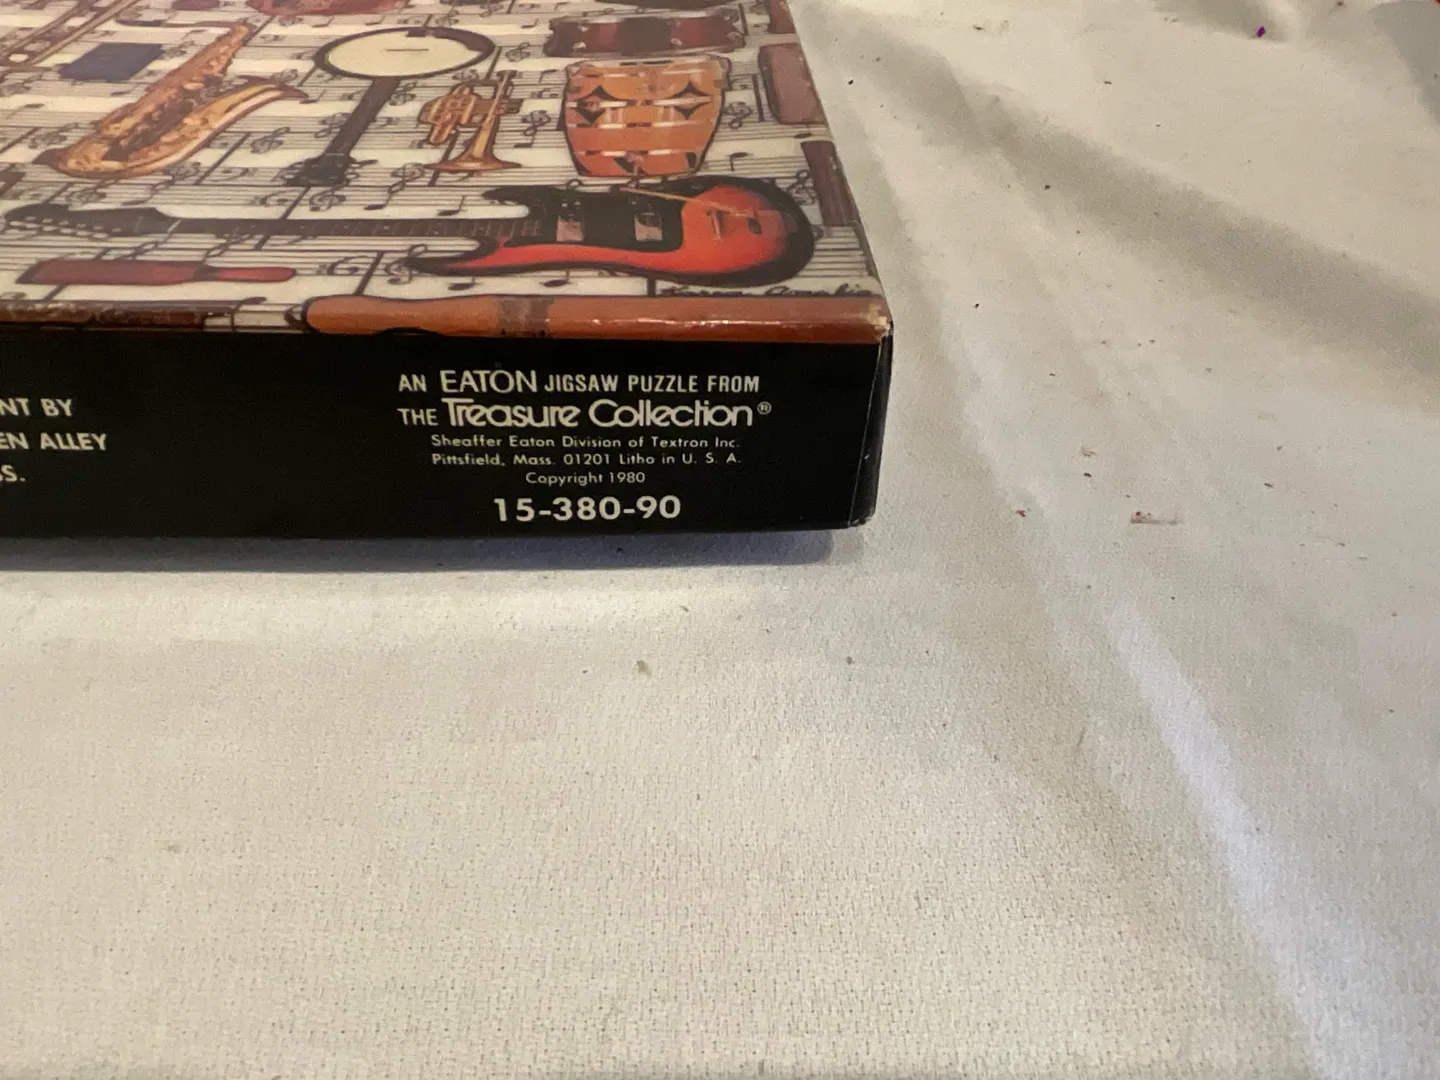 NT BY
EN ALLEY
S.
AN EATON JIGSAW PUZZLE FROM
THE Treasure Collection®
Sheaffer Eaton Division of Textron Inc.
Pittsfield, Mass. 01201 Litho in U. S. A.
Copyright 1980
15-380-90